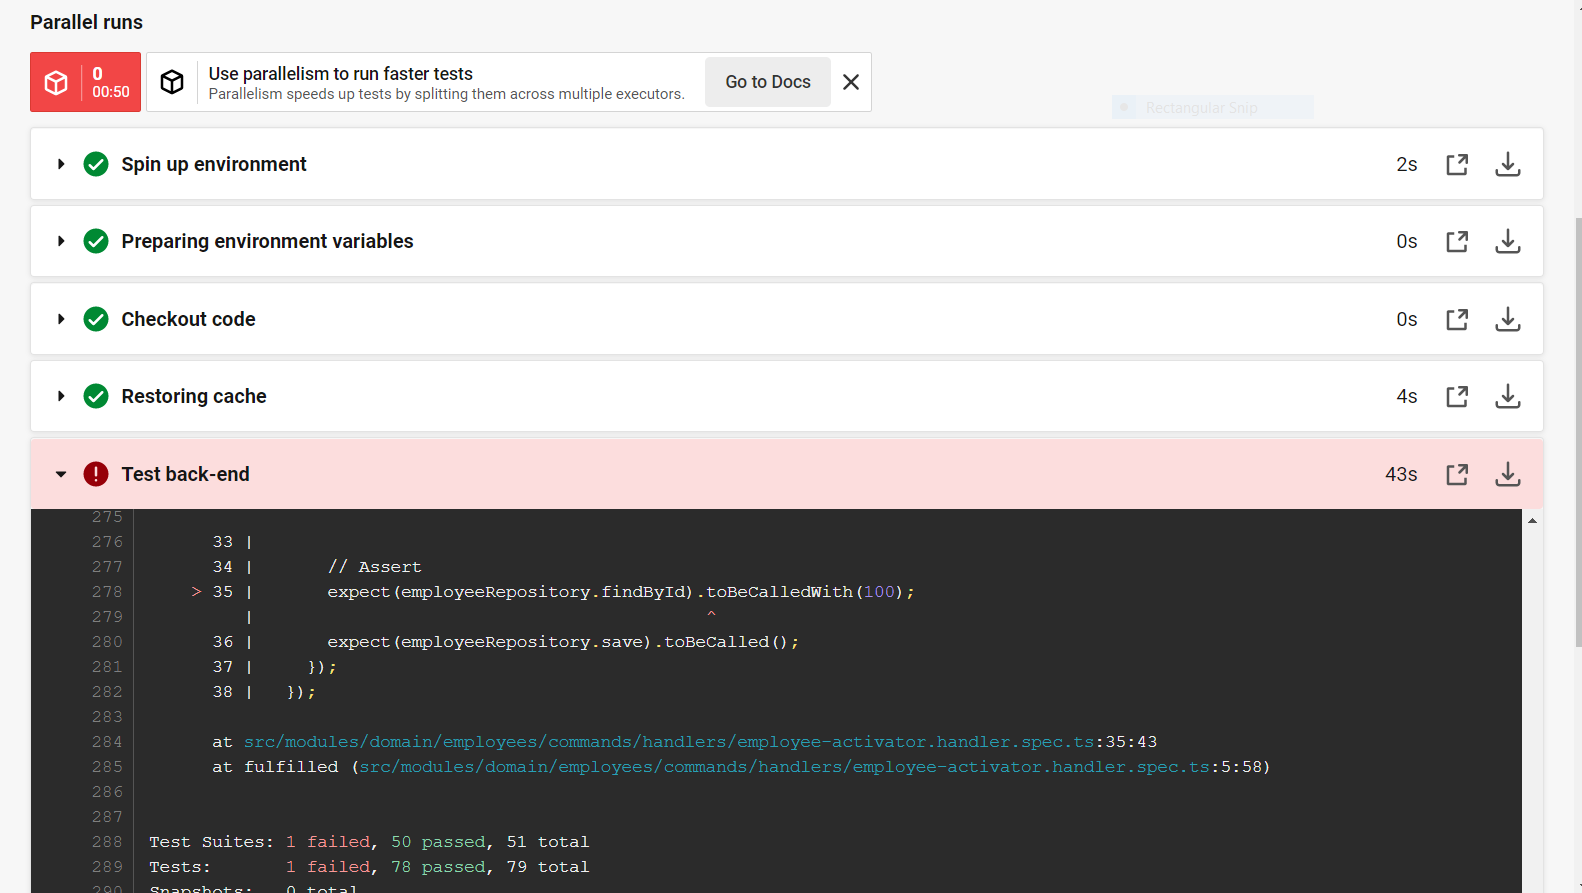 Parallel runs
0
00:50
Use parallelism to run faster tests
Parallelism speeds up tests by splitting them across multiple executors.
Go to Docs
Rectangular Snip
Spin up environment 2s
Preparing environment variables 0s
Checkout code 0s
Restoring cache 4s
Test back-end 43s
275
276 33 |
277 34 | // Assert
278 > 35 | expect(employeeRepository.findById).toBeCalledWith(100);
279 | ^
280 36 | expect(employeeRepository.save).toBeCalled();
281 37 | });
282 38 | });
283
284 at src/modules/domain/employees/commands/handlers/employee-activator.handler.spec.ts:35:43
285 at fulfilled (src/modules/domain/employees/commands/handlers/employee-activator.handler.spec.ts:5:58)
286
287
288 Test Suites: 1 failed, 50 passed, 51 total
289 Tests: 1 failed, 78 passed, 79 total
290 Snapshots: 0 total